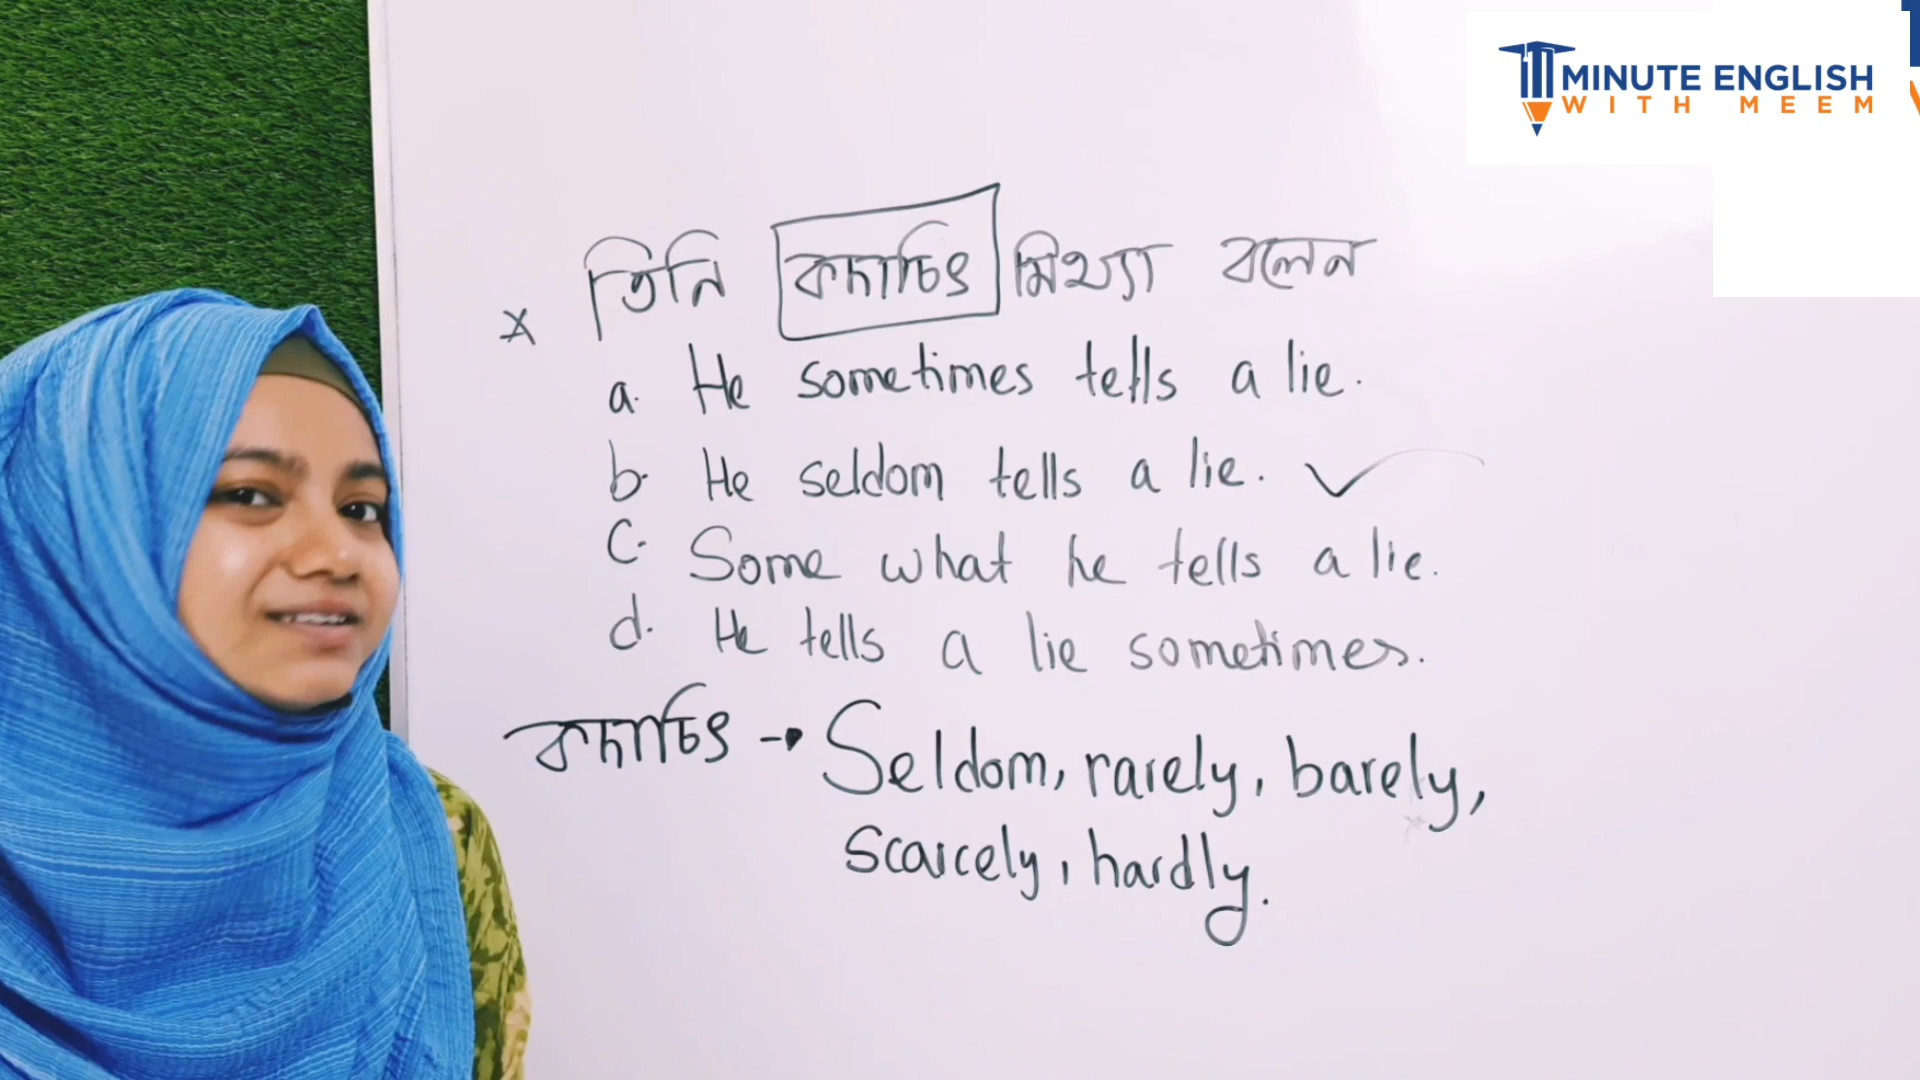 MINUTE ENGLISH
WITH MEEM
* তিনি কদাচিৎ মিথ্যা বলেন
a. He sometimes tells a lie.
b. He seldom tells a lie. ✓
c. Some what he tells a lie.
d. He tells a lie sometimes.
কদাচিৎ → Seldom, rarely, barely,
scarcely, hardly.